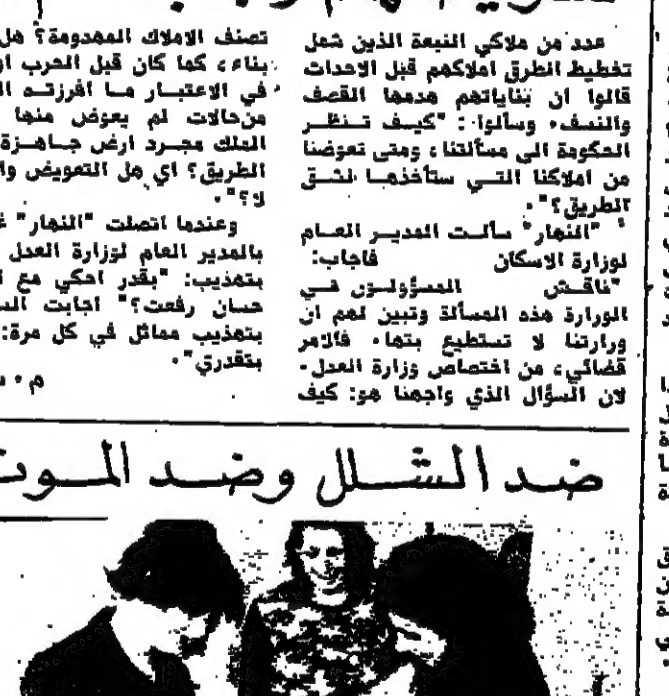 عدد من ملاكي النبعة الذين شمل
تخطيط الطرق املاكهم قبل الاحداث
قالوا ان بناياتهم هدمها القصف
والنسف، وسألوا: "كيف تنظر
الحكومة الى مسألتنا، ومتى تعوضنا
من املاكنا التي ستأخذها لشق
الطريق؟".
"النهار" سألت المدير العام
لوزارة الاسكان فاجاب:
"ناقش المسؤولون في
الوزارة هذه المسألة وتبين لهم ان
وزارتنا لا تستطيع بتها، فالامر
قضائي، من اختصاص وزارة العدل.
لان السؤال الذي واجهنا هو: كيف
تصنف الاملاك المهدومة؟ هل
بناء، كما كان قبل الحرب او
في الاعتبار ما افرزته
من حالات لم يعوض منها
الملك مجرد ارض جاهزة
الطريق؟ اي هل التعويض
لا؟".
وعندما اتصلت "النهار"
بالمدير العام لوزارة العدل
بتهذيب: "بقدر احكي مع
حسان رفعت؟" اجابت
بتهذيب مماثل في كل مرة:
بتقدري".
ضد الشلل وضد الموت